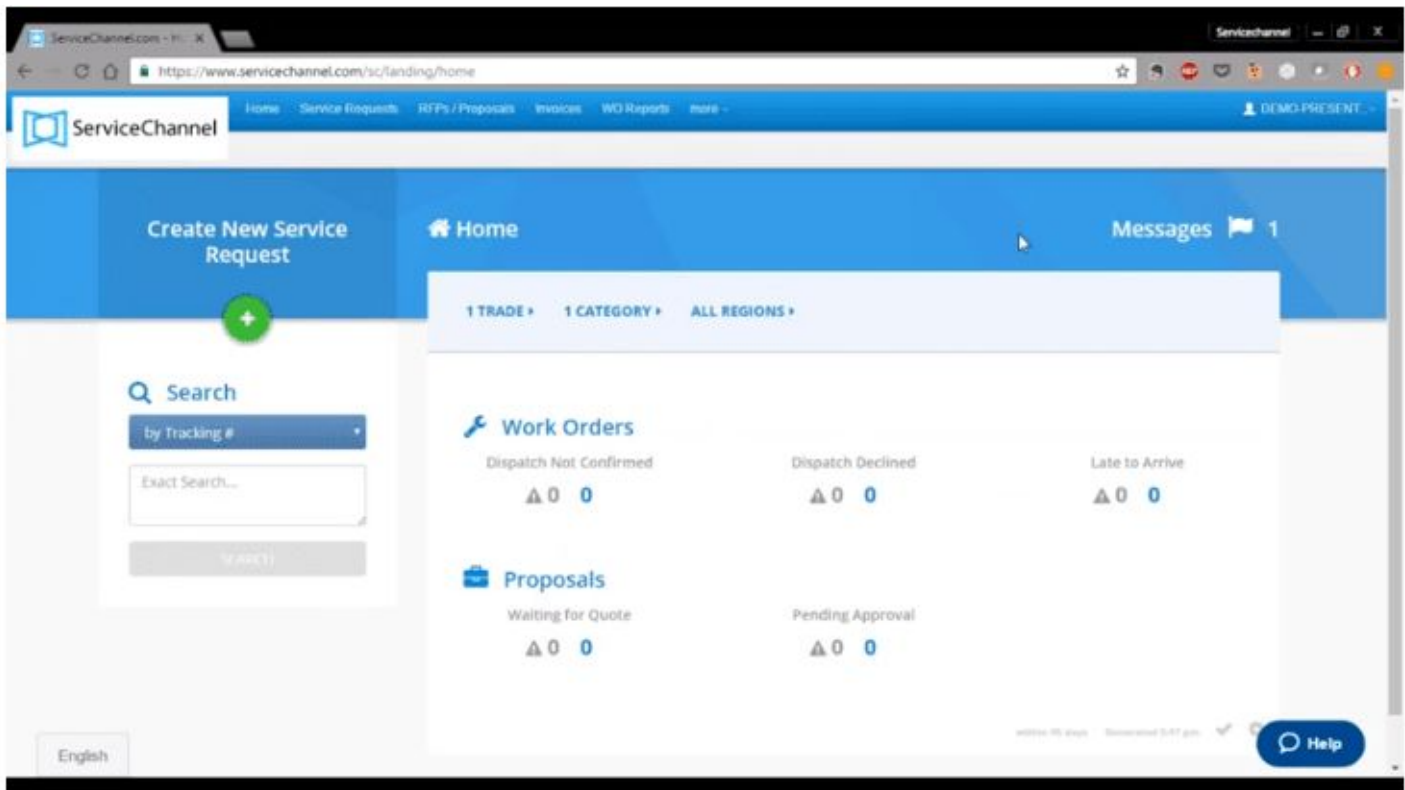 ServiceChannel.com - H
Servicechannel
https://www.servicechannel.com/sc/landing/home
Home Service Requests RFPs / Proposals Invoices WO Reports more
DEMO-PRESENT...
ServiceChannel
Create New Service
Request
Home
Messages 1
1 TRADE 1 CATEGORY ALL REGIONS
Search
by Tracking #
Exact Search...
SEARCH
Work Orders
Dispatch Not Confirmed Dispatch Declined Late to Arrive
0 0 0 0 0 0
Proposals
Waiting for Quote Pending Approval
0 0 0 0
English
Help